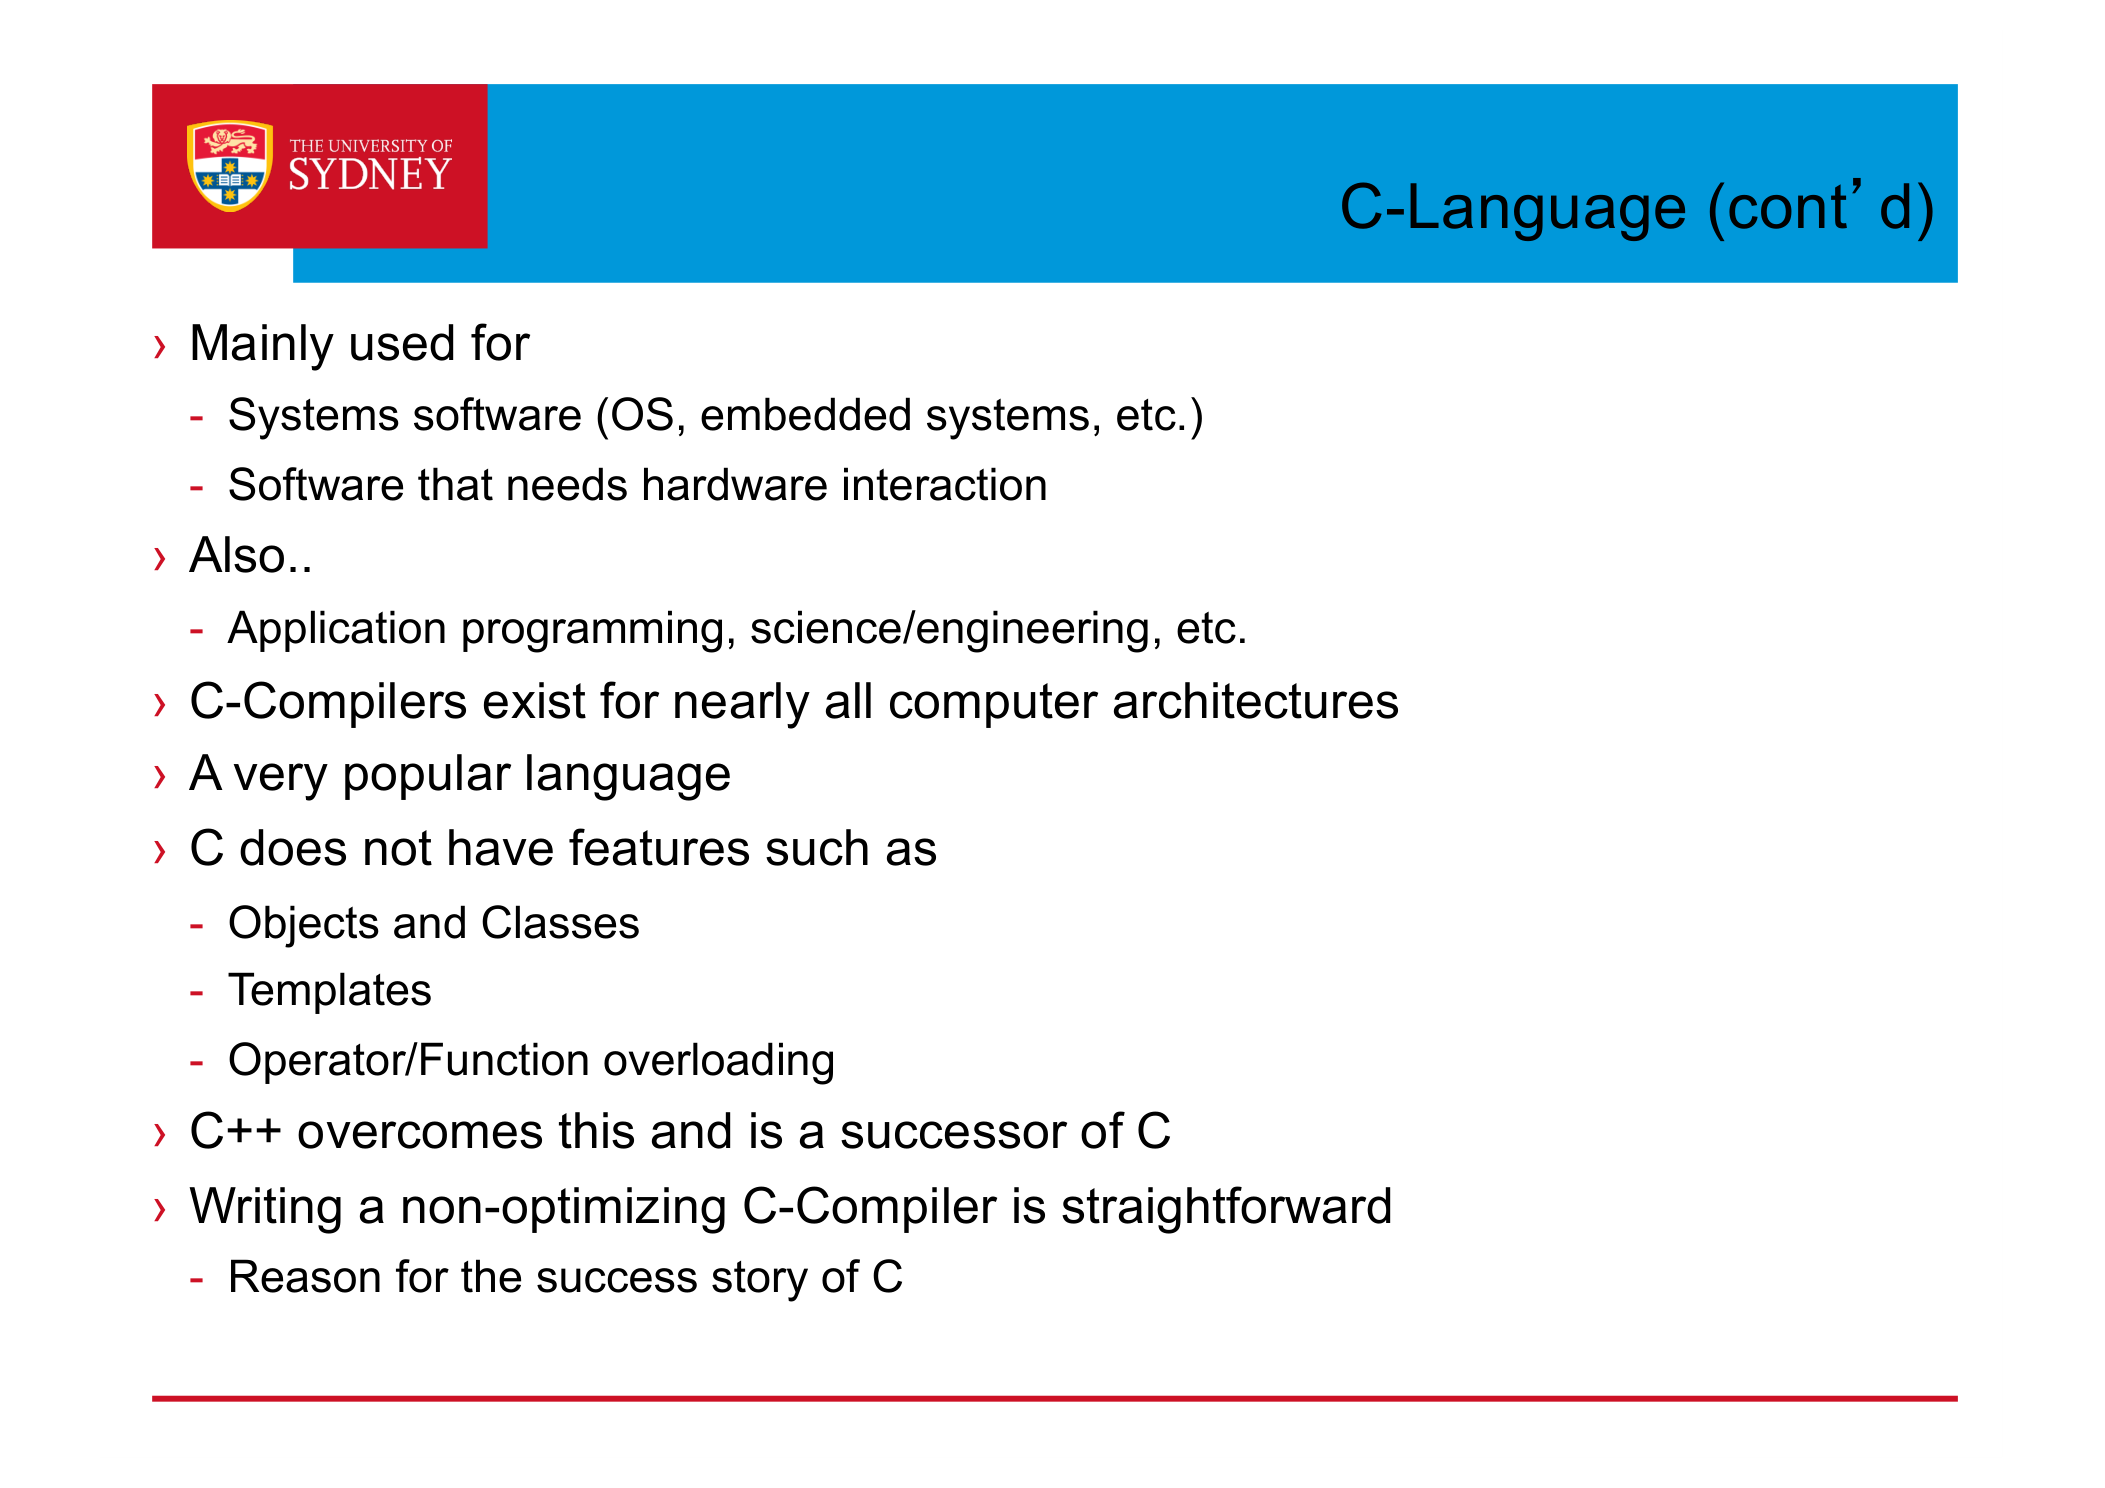 THE UNIVERSITY OF
SYDNEY
C-Language (cont’d)
› Mainly used for
- Systems software (OS, embedded systems, etc.)
- Software that needs hardware interaction
› Also..
- Application programming, science/engineering, etc.
› C-Compilers exist for nearly all computer architectures
› A very popular language
› C does not have features such as
- Objects and Classes
- Templates
- Operator/Function overloading
› C++ overcomes this and is a successor of C
› Writing a non-optimizing C-Compiler is straightforward
- Reason for the success story of C